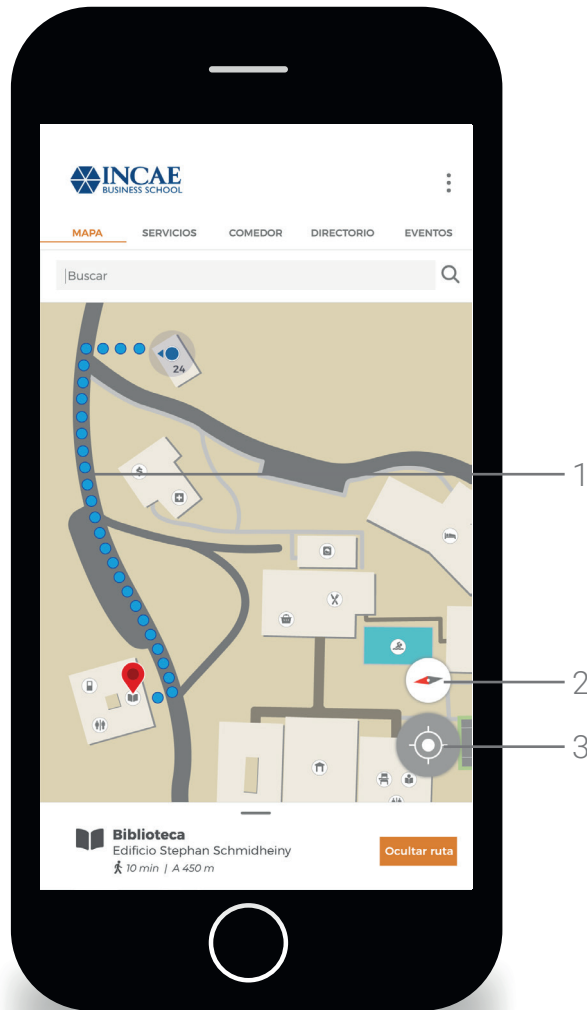 INCAE
BUSINESS SCHOOL
MAPA SERVICIOS COMEDOR DIRECTORIO EVENTOS
Buscar
24
1
2
3
Biblioteca
Edificio Stephan Schmidheiny
10 min | A 450 m
Ocultar ruta